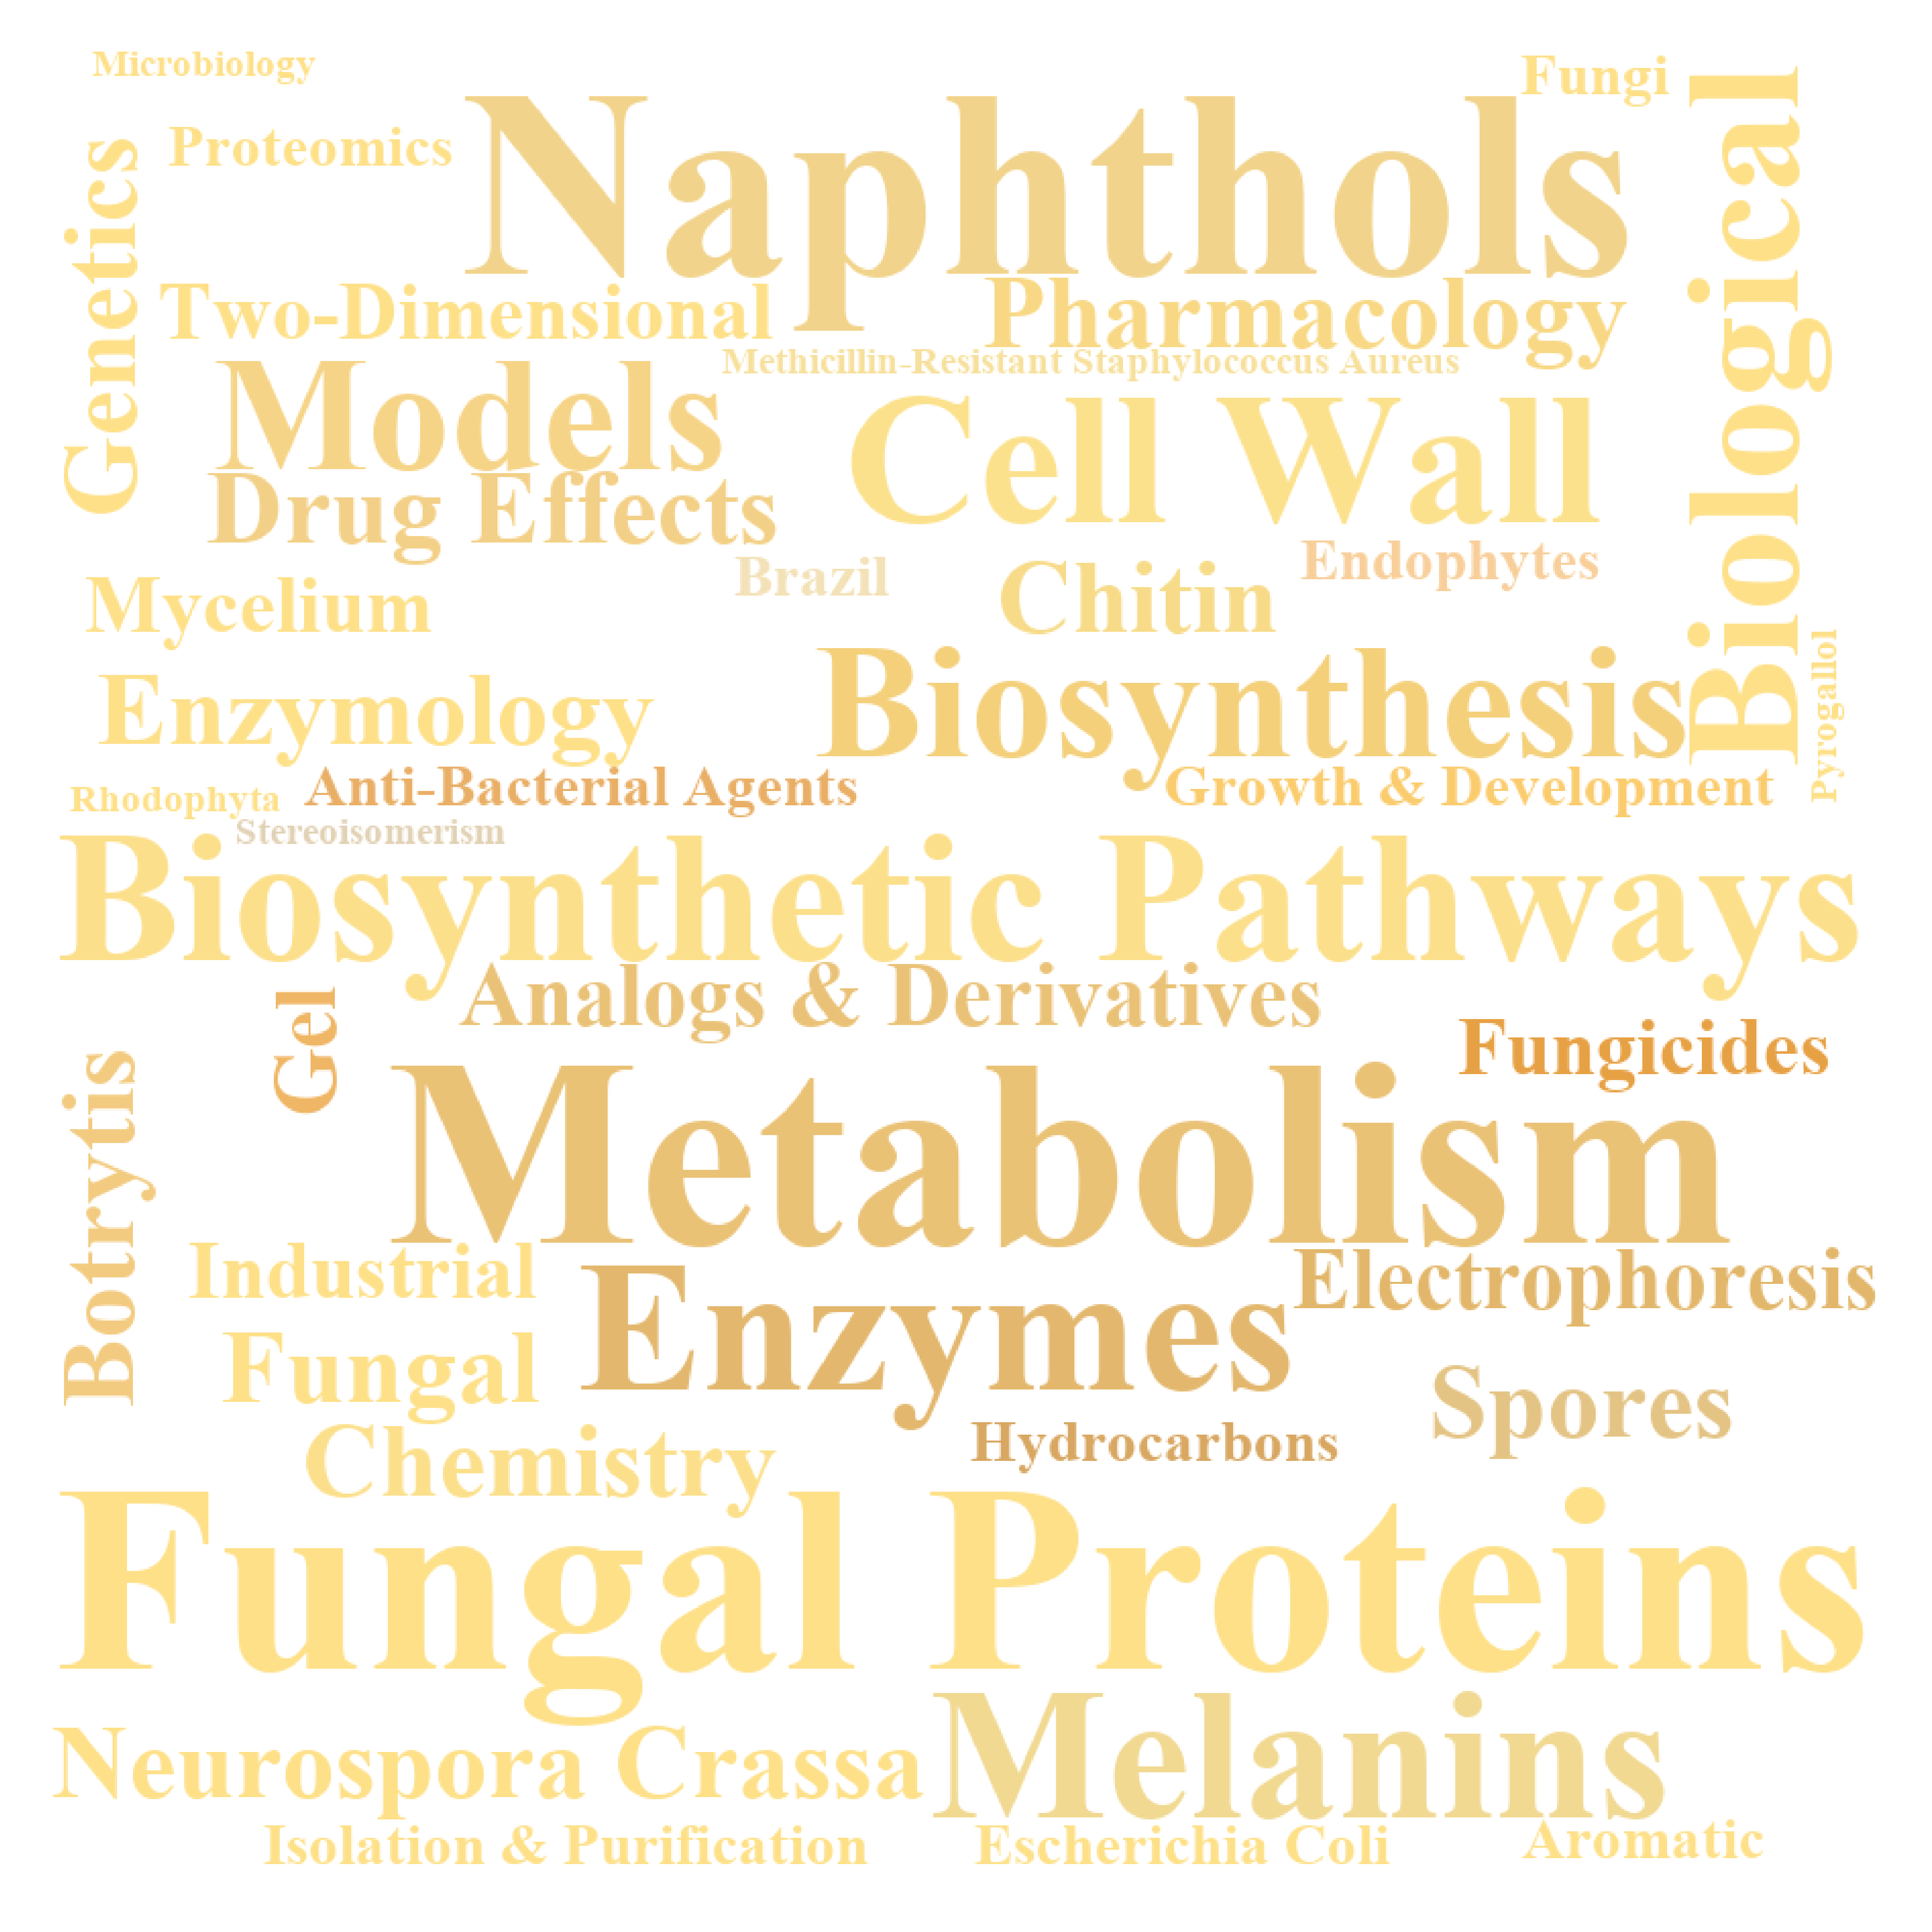 Microbiology
Fungi
Naphthols
Biological
Proteomics
Genetics
Two-Dimensional
Pharmacology
Methicillin-Resistant Staphylococcus Aureus
Models
Cell Wall
Drug Effects
Endophytes
Brazil
Chitin
Mycelium
Biosynthesis
Pyrogallol
Enzymology
Anti-Bacterial Agents
Growth & Development
Rhodophyta
Stereoisomerism
Biosynthetic Pathways
Analogs & Derivatives
Gel
Fungicides
Botrytis
Metabolism
Industrial
Electrophoresis
Enzymes
Fungal
Spores
Hydrocarbons
Chemistry
Fungal Proteins
Melanins
Neurospora Crassa
Isolation & Purification
Escherichia Coli
Aromatic